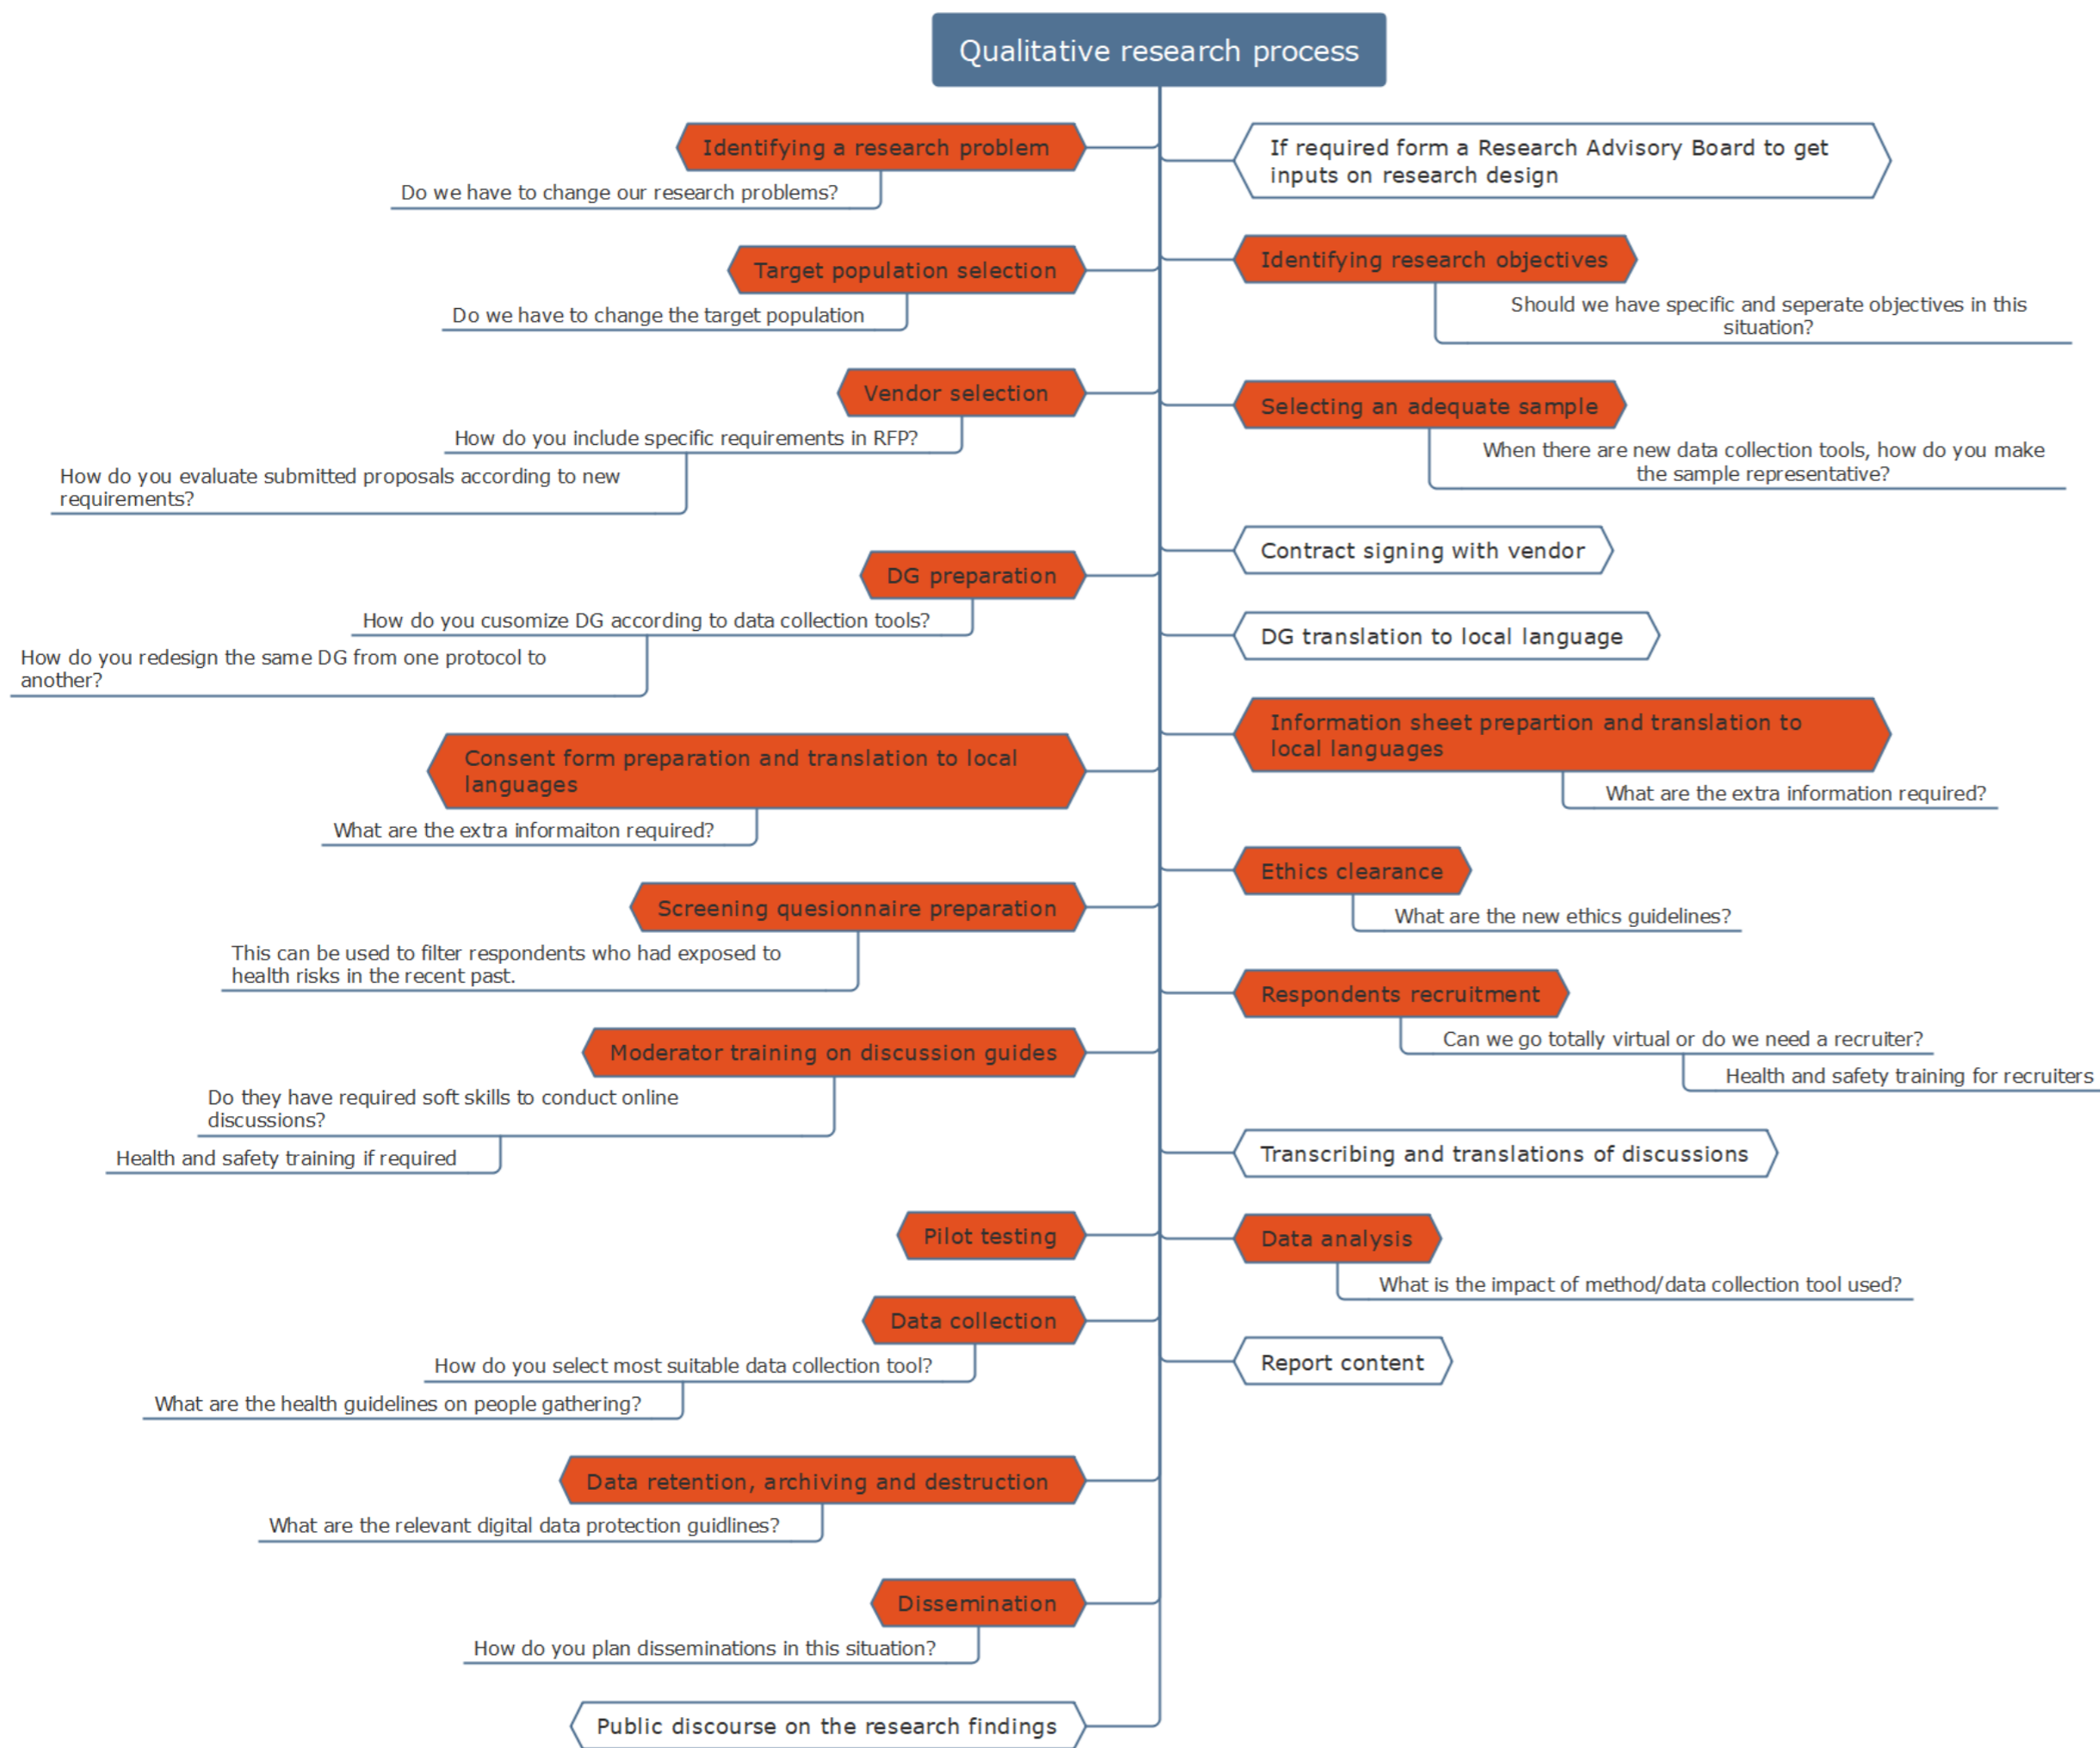 Qualitative research process
Identifying a research problem
Do we have to change our research problems?
If required form a Research Advisory Board to get
inputs on research design
Target population selection
Do we have to change the target population
Identifying research objectives
Should we have specific and seperate objectives in this
situation?
Vendor selection
How do you include specific requirements in RFP?
How do you evaluate submitted proposals according to new
requirements?
Selecting an adequate sample
When there are new data collection tools, how do you make
the sample representative?
Contract signing with vendor
DG preparation
How do you cusomize DG according to data collection tools?
How do you redesign the same DG from one protocol to
another?
DG translation to local language
Information sheet prepartion and translation to
local languages
What are the extra information required?
Consent form preparation and translation to local
languages
What are the extra informaiton required?
Ethics clearance
What are the new ethics guidelines?
Screening quesionnaire preparation
This can be used to filter respondents who had exposed to
health risks in the recent past.
Respondents recruitment
Can we go totally virtual or do we need a recruiter?
Health and safety training for recruiters
Moderator training on discussion guides
Do they have required soft skills to conduct online
discussions?
Health and safety training if required
Transcribing and translations of discussions
Pilot testing
Data analysis
What is the impact of method/data collection tool used?
Data collection
How do you select most suitable data collection tool?
What are the health guidelines on people gathering?
Report content
Data retention, archiving and destruction
What are the relevant digital data protection guidlines?
Dissemination
How do you plan disseminations in this situation?
Public discourse on the research findings